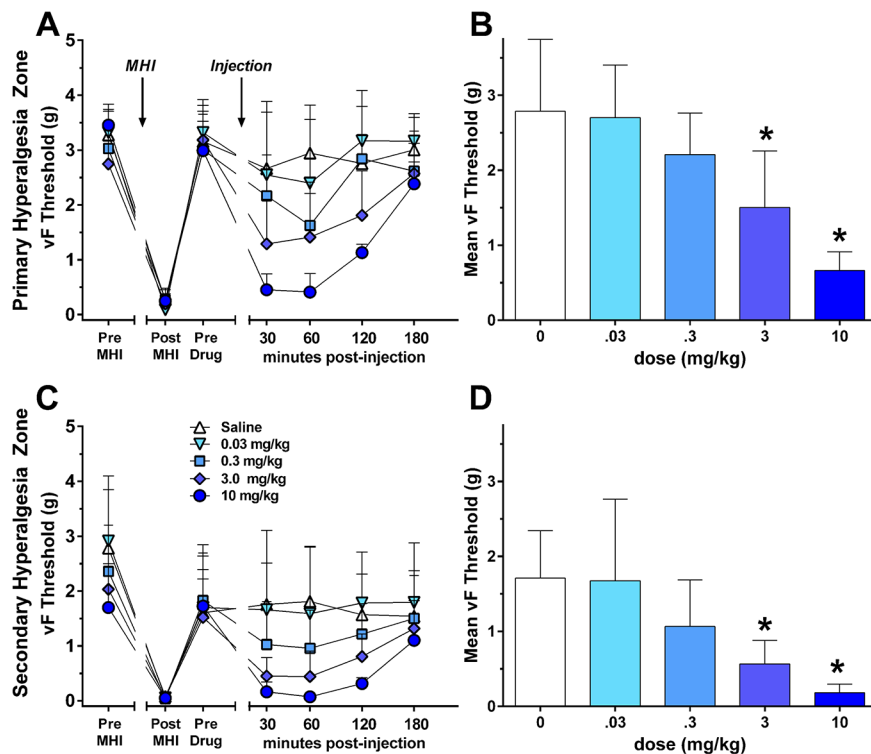 A
Primary Hyperalgesia Zone
vF Threshold (g)
5
4
3
2
1
0
MHI
Injection
Pre
MHI
Post
MHI
Pre
Drug
30
60
120
180
minutes post-injection
B
Mean vF Threshold (g)
3
2
1
0
*
*
0
.03
.3
3
10
dose (mg/kg)
C
Secondary Hyperalgesia Zone
vF Threshold (g)
5
4
3
2
1
0
Saline
0.03 mg/kg
0.3 mg/kg
3.0 mg/kg
10 mg/kg
Pre
MHI
Post
MHI
Pre
Drug
30
60
120
180
minutes post-injection
D
Mean vF Threshold (g)
3
2
1
0
*
*
0
.03
.3
3
10
dose (mg/kg)